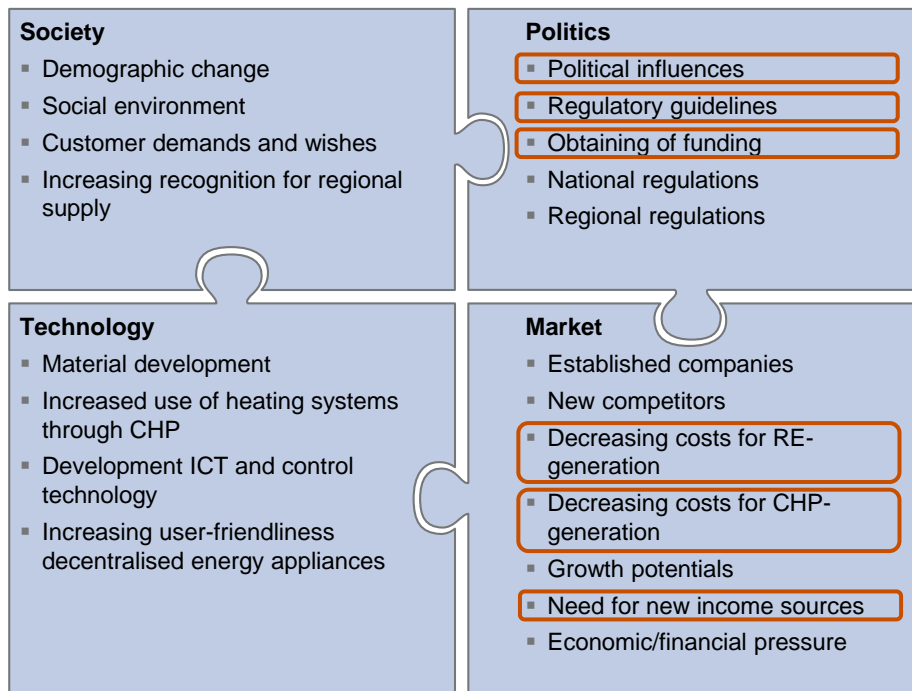 Society
▪ Demographic change
▪ Social environment
▪ Customer demands and wishes
▪ Increasing recognition for regional
supply
Politics
▪ Political influences
▪ Regulatory guidelines
▪ Obtaining of funding
▪ National regulations
▪ Regional regulations
Technology
▪ Material development
▪ Increased use of heating systems
through CHP
▪ Development ICT and control
technology
▪ Increasing user-friendliness
decentralised energy appliances
Market
▪ Established companies
▪ New competitors
▪ Decreasing costs for RE-
generation
▪ Decreasing costs for CHP-
generation
▪ Growth potentials
▪ Need for new income sources
▪ Economic/financial pressure